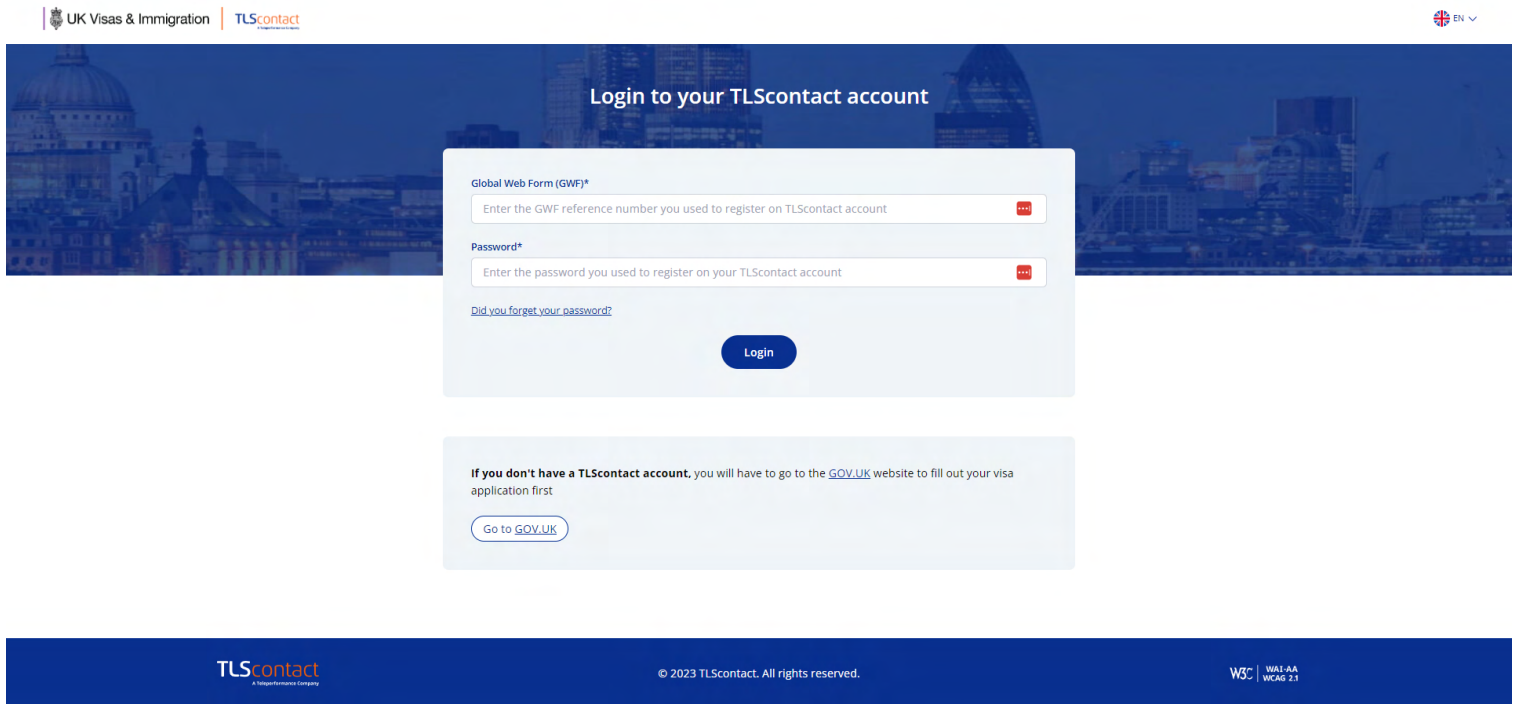 UK Visas & Immigration
TLScontact
A Teleperformance Company
EN
Login to your TLScontact account
Global Web Form (GWF)*
Enter the GWF reference number you used to register on TLScontact account
Password*
Enter the password you used to register on your TLScontact account
Did you forget your password?
Login
If you don't have a TLScontact account, you will have to go to the GOV.UK website to fill out your visa
application first
Go to GOV.UK
TLScontact
A Teleperformance Company
© 2023 TLScontact. All rights reserved.
W3C WAI-AA
WCAG 2.1